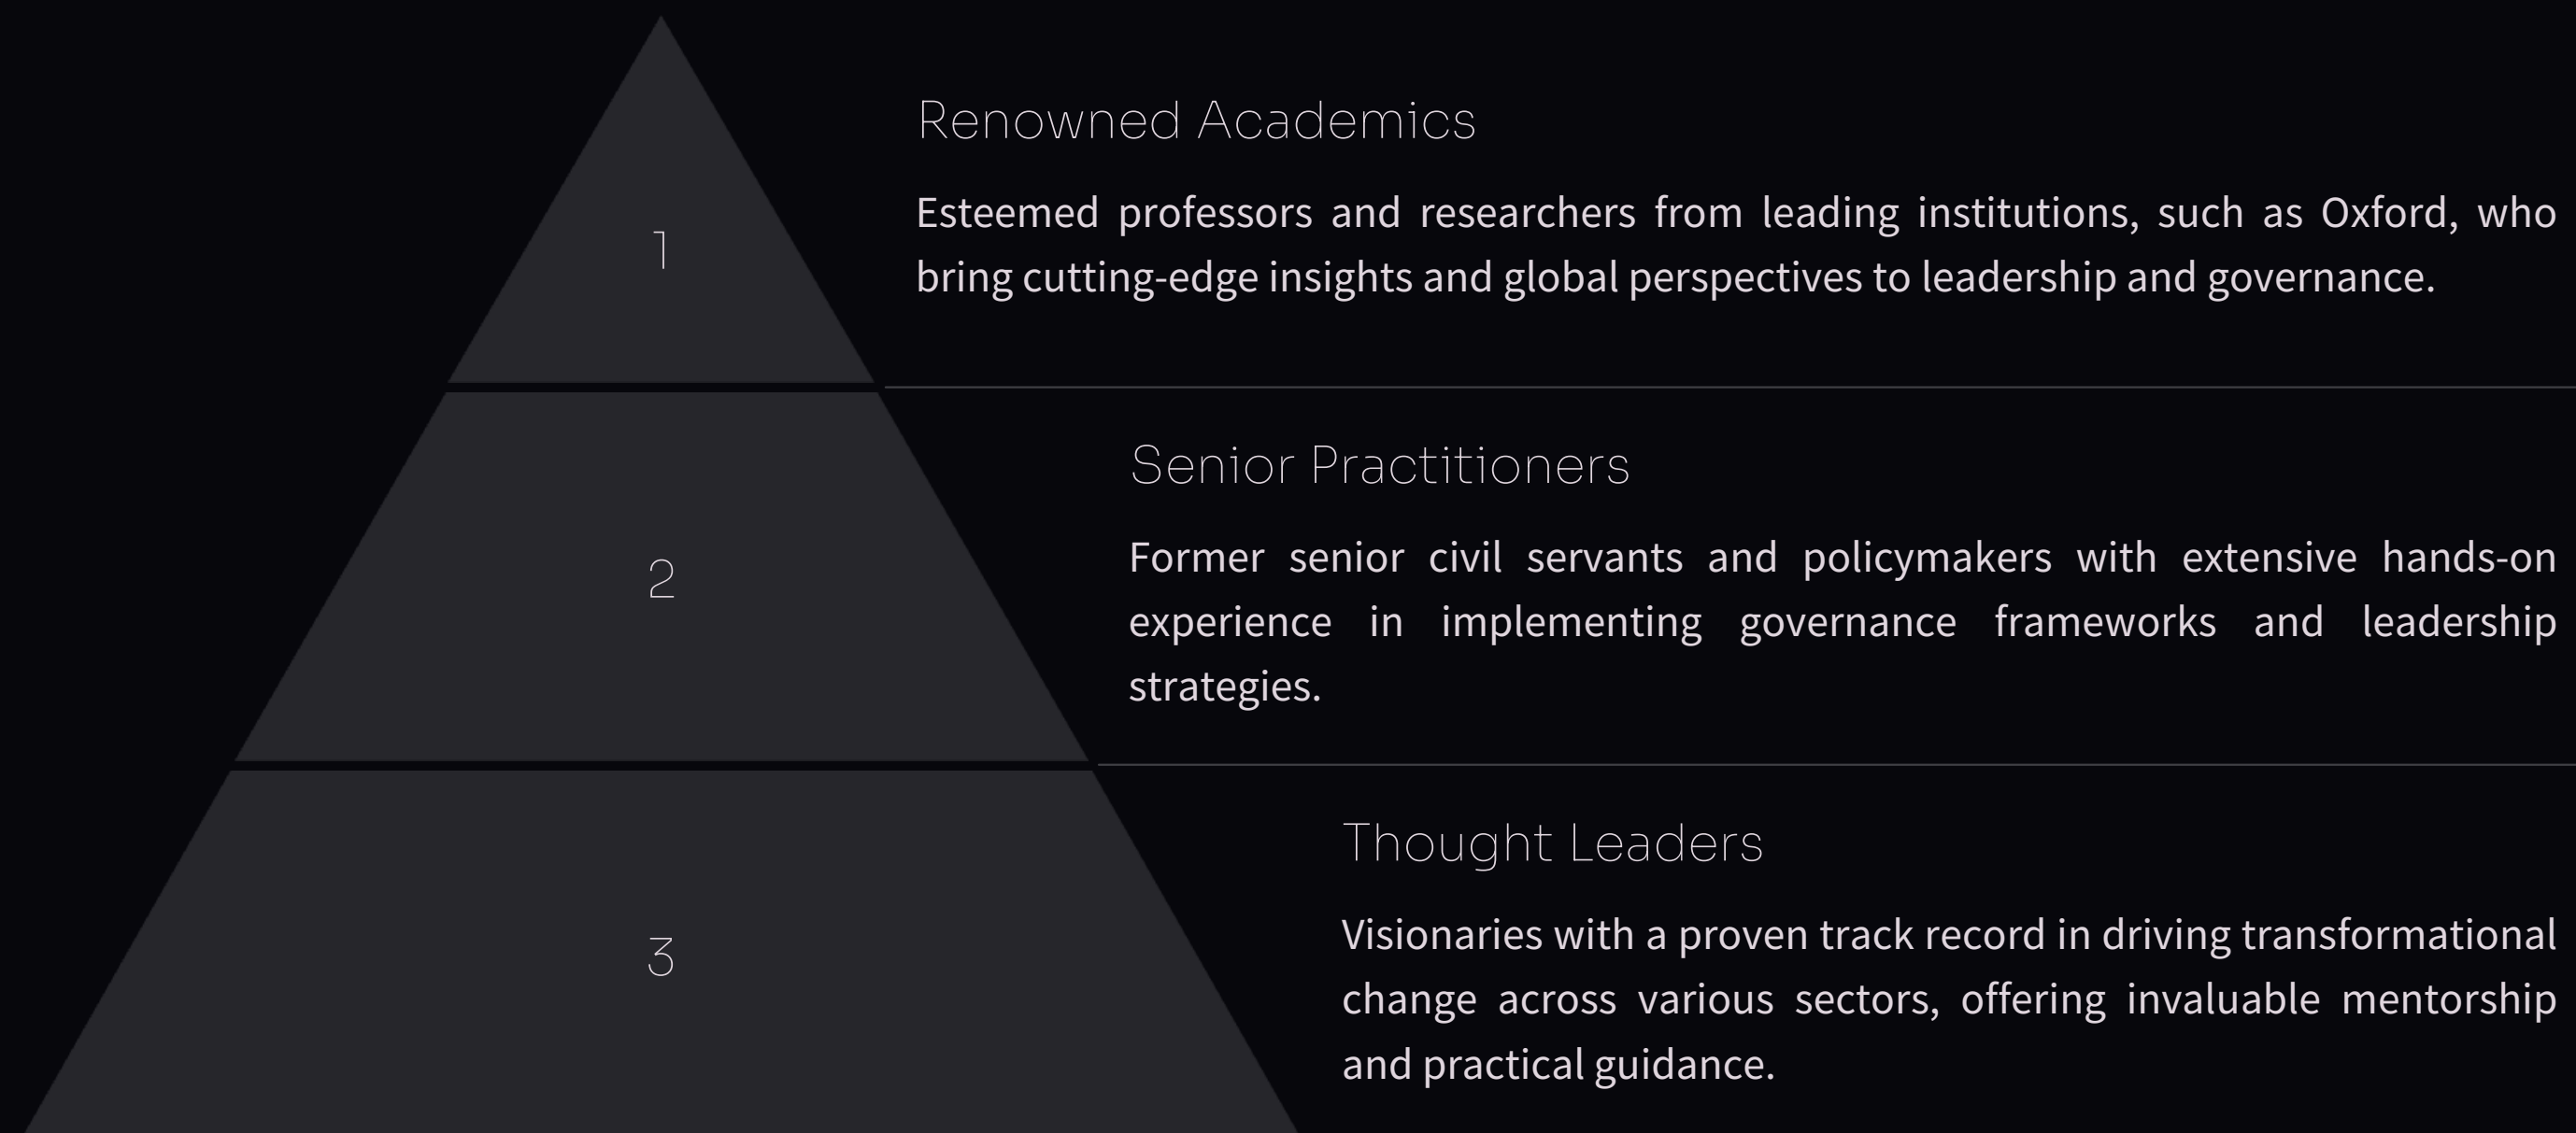 1
Renowned Academics
Esteemed professors and researchers from leading institutions, such as Oxford, who
bring cutting-edge insights and global perspectives to leadership and governance.
2
Senior Practitioners
Former senior civil servants and policymakers with extensive hands-on
experience in implementing governance frameworks and leadership
strategies.
3
Thought Leaders
Visionaries with a proven track record in driving transformational
change across various sectors, offering invaluable mentorship
and practical guidance.